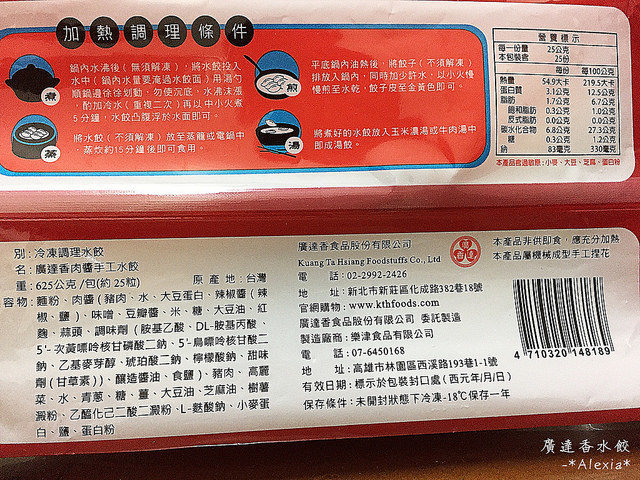 加熱調理條件
鍋內水沸後（無須解凍），將水餃投入
水中（鍋內水量要淹過水餃面）用湯勺
順鍋邊徐徐划動，勿使沉底，水沸沫漲
，酌加冷水（重複二次）再以中小火煮
5分鐘，水餃凸腹浮於水面即可。
煮
將水餃（不須解凍）放至蒸籠或電鍋中
，蒸炊約15分鐘後即可食用。
蒸
平底鍋內油熱後，將餃子（不須解凍）
排放入鍋內，同時加少許水，以小火慢
慢煎至水乾，餃子皮至金黃色即可。
煎
將煮好的水餃放入玉米濃湯或牛肉湯中
即成湯餃。
湯
營養標示
每一份量 25公克
本包裝含 25份
每份 每100公克
熱量 54.9大卡 219.5大卡
蛋白質 3.1公克 12.5公克
脂肪 1.7公克 6.7公克
飽和脂肪 0.3公克 1.0公克
反式脂肪 0.0公克 0.0公克
碳水化合物 6.8公克 27.3公克
糖 0.3公克 1.2公克
鈉 83毫克 330毫克
本產品含過敏原：小麥、大豆、芝麻、蛋白粉
別：冷凍調理水餃
名：廣達香肉醬手工水餃
重：625公克/包(約25粒) 原產地：台灣
容物：麵粉、肉醬（豬肉、水、大豆蛋白、辣椒醬（辣
椒、鹽）、味噌、豆瓣醬、米、糖、大豆油、紅
麴、蒜頭、調味劑（胺基乙酸、DL-胺基丙酸、
5'-次黃嘌呤核苷磷酸二鈉、5'-鳥嘌呤核苷酸二
鈉、乙基麥芽醇、琥珀酸二鈉、檸檬酸鈉、甜味
劑（甘草素））、釀造醬油、食鹽）、豬肉、高麗
菜、水、青蔥、糖、薑、大豆油、芝麻油、樹薯
澱粉、乙醯化己二酸二澱粉、L-麩酸鈉、小麥蛋
白、鹽、蛋白粉
廣達香食品股份有限公司
Kuang Ta Hsiang Foodstuffs Co., Ltd
電 話：02-2992-2426
地 址：新北市新莊區化成路382巷18號
官網購物：www.kthfoods.com
廣達香食品股份有限公司 委託製造
製造廠商：樂津食品有限公司
電 話：07-6450168
地 址：高雄市林園區西溪路193巷1-1號
有效日期：標示於包裝封口處（西元年/月/日）
保存條件：未開封狀態下冷凍-18℃保存一年
廣
香達
本產品非供即食，應充分加熱
本產品屬機械成型手工捏花
4 710320 148189
廣達香水餃
-*Alexia*